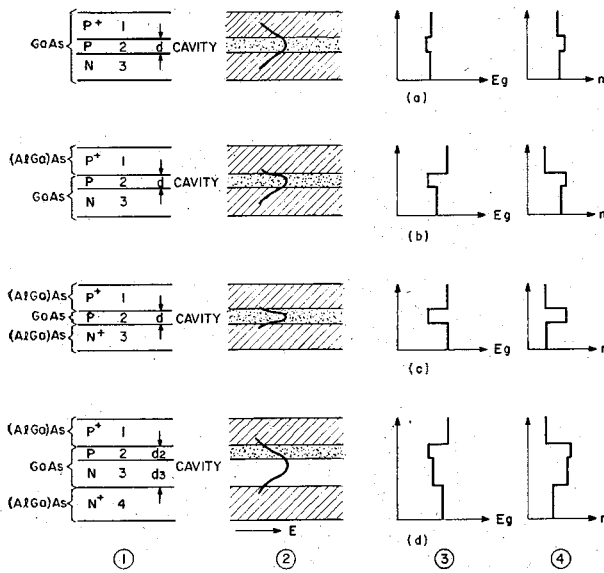 P+ 1
GaAs P 2 d CAVITY
N 3
Eg n
(a)
(AlGa)As P+ 1
P 2 d CAVITY
GaAs N 3
Eg n
(b)
(AlGa)As P+ 1
GaAs P 2 d CAVITY
(AlGa)As N+ 3
Eg n
(c)
(AlGa)As P+ 1
P 2 d2
GaAs N 3 d3 CAVITY
(AlGa)As N+ 4
E Eg n
(d)
1 2 3 4